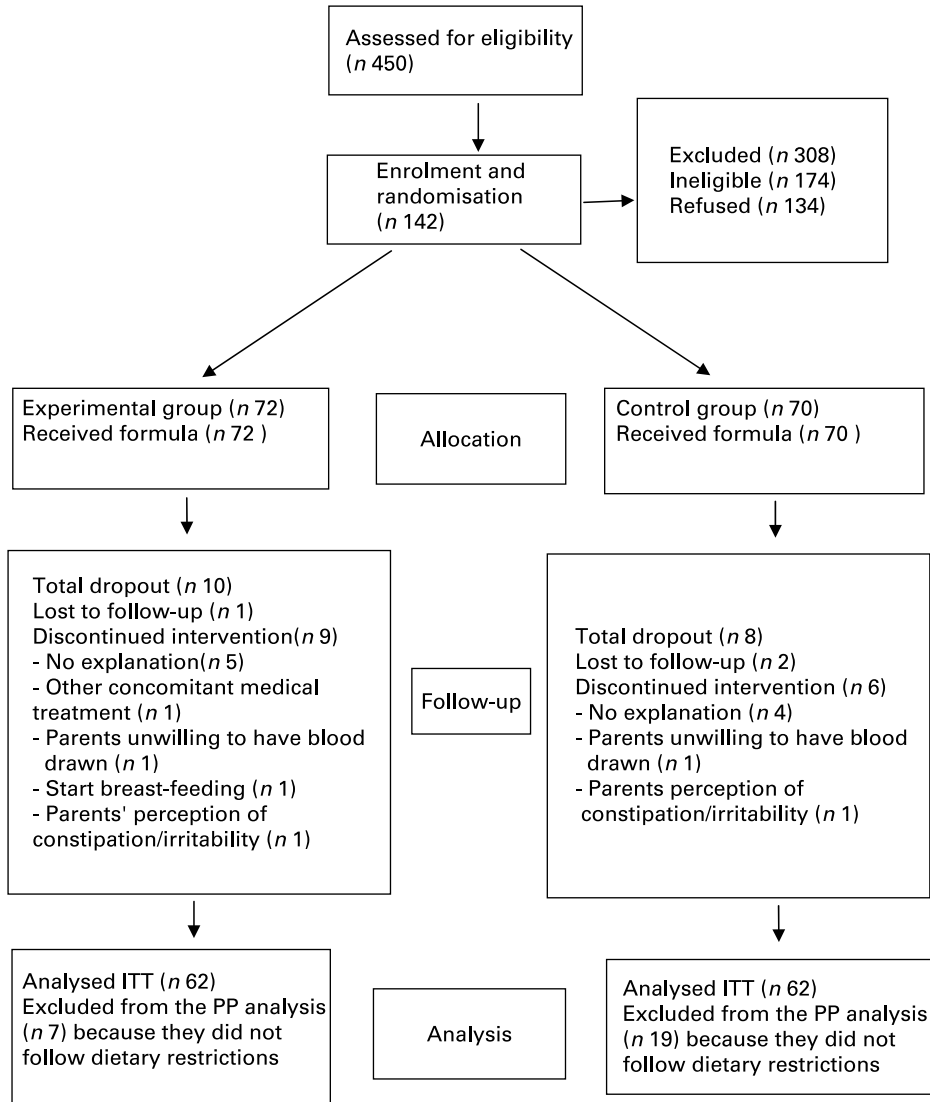 Assessed for eligibility
(n 450)
Enrolment and
randomisation
(n 142)
Excluded (n 308)
Ineligible (n 174)
Refused (n 134)
Experimental group (n 72)
Received formula (n 72 )
Allocation
Control group (n 70)
Received formula (n 70 )
Total dropout (n 10)
Lost to follow-up (n 1)
Discontinued intervention(n 9)
- No explanation(n 5)
- Other concomitant medical
treatment (n 1)
- Parents unwilling to have blood
drawn (n 1)
- Start breast-feeding (n 1)
- Parents' perception of
constipation/irritability (n 1)
Follow-up
Total dropout (n 8)
Lost to follow-up (n 2)
Discontinued intervention (n 6)
- No explanation (n 4)
- Parents unwilling to have blood
drawn (n 1)
- Parents perception of
constipation/irritability (n 1)
Analysed ITT (n 62)
Excluded from the PP analysis
(n 7) because they did not
follow dietary restrictions
Analysis
Analysed ITT (n 62)
Excluded from the PP analysis
(n 19) because they did not
follow dietary restrictions